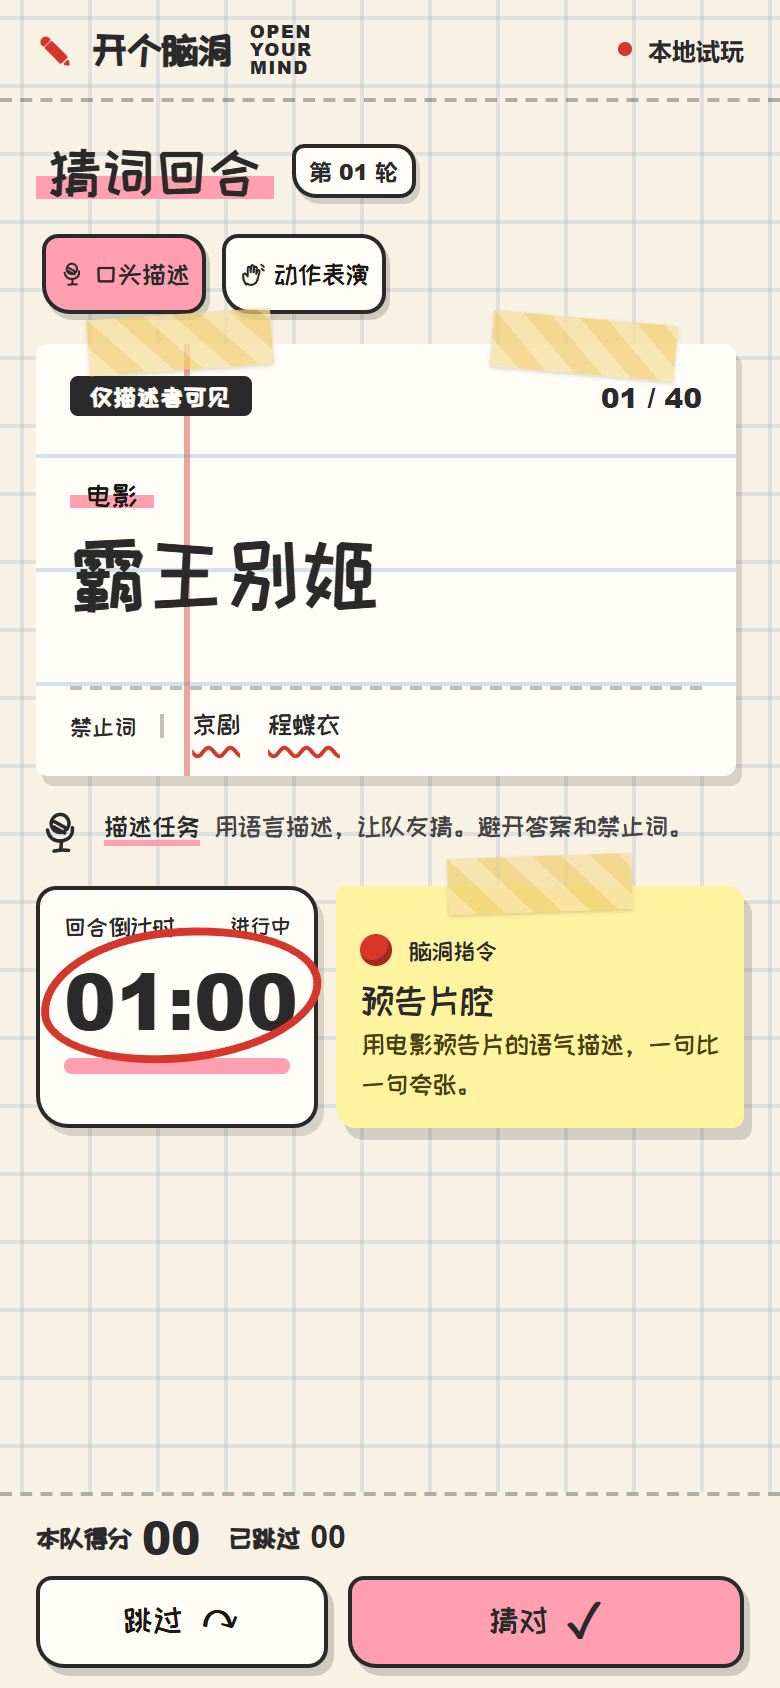 开个脑洞
OPEN
YOUR
MIND
本地试玩
猜词回合
第 01 轮
口头描述
动作表演
仅描述者可见
01 / 40
电影
霸王别姬
禁止词
京剧
程蝶衣
描述任务 用语言描述，让队友猜。避开答案和禁止词。
回合倒计时
进行中
01:00
脑洞指令
预告片腔
用电影预告片的语气描述，一句比
一句夸张。
本队得分 00
已跳过 00
跳过
猜对